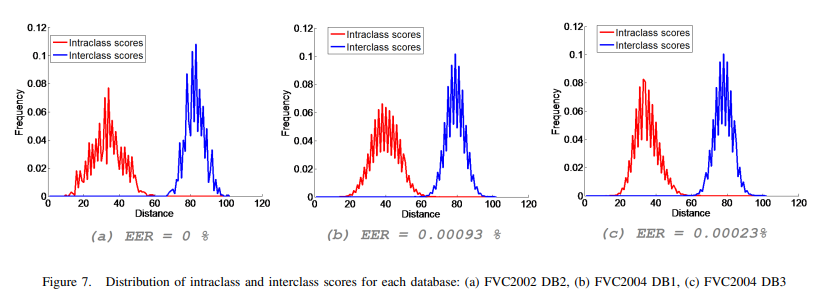 0.12
0.1
0.08
0.06
0.04
0.02
0
Frequency
Intraclass scores
Interclass scores
0 20 40 60 80 100 120
Distance
(a) EER = 0 %
0.12
0.1
0.08
0.06
0.04
0.02
0
Frequency
Intraclass scores
Interclass scores
0 20 40 60 80 100 120
Distance
(b) EER = 0.00093 %
0.12
0.1
0.08
0.06
0.04
0.02
0
Frequency
Intraclass scores
Interclass scores
0 20 40 60 80 100 120
Distance
(c) EER = 0.00023%
Figure 7. Distribution of intraclass and interclass scores for each database: (a) FVC2002 DB2, (b) FVC2004 DB1, (c) FVC2004 DB3